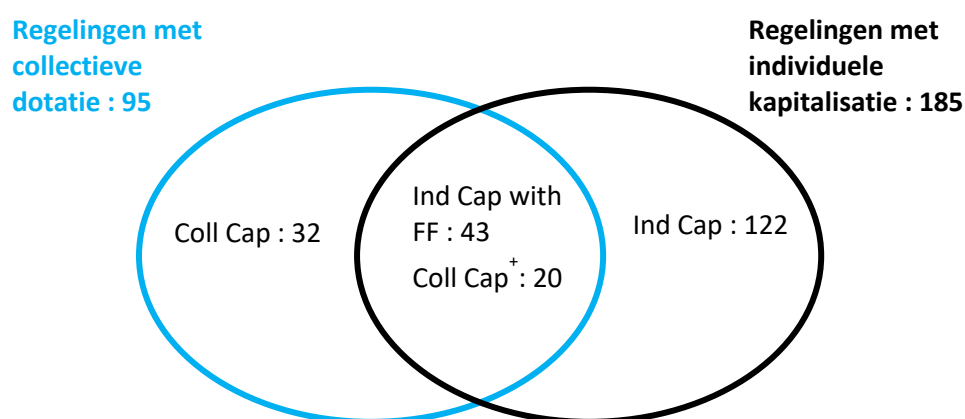 Regelingen met
collectieve
dotatie : 95
Regelingen met
individuele
kapitalisatie : 185
Coll Cap : 32
Ind Cap with
FF : 43
Coll Cap⁺: 20
Ind Cap : 122